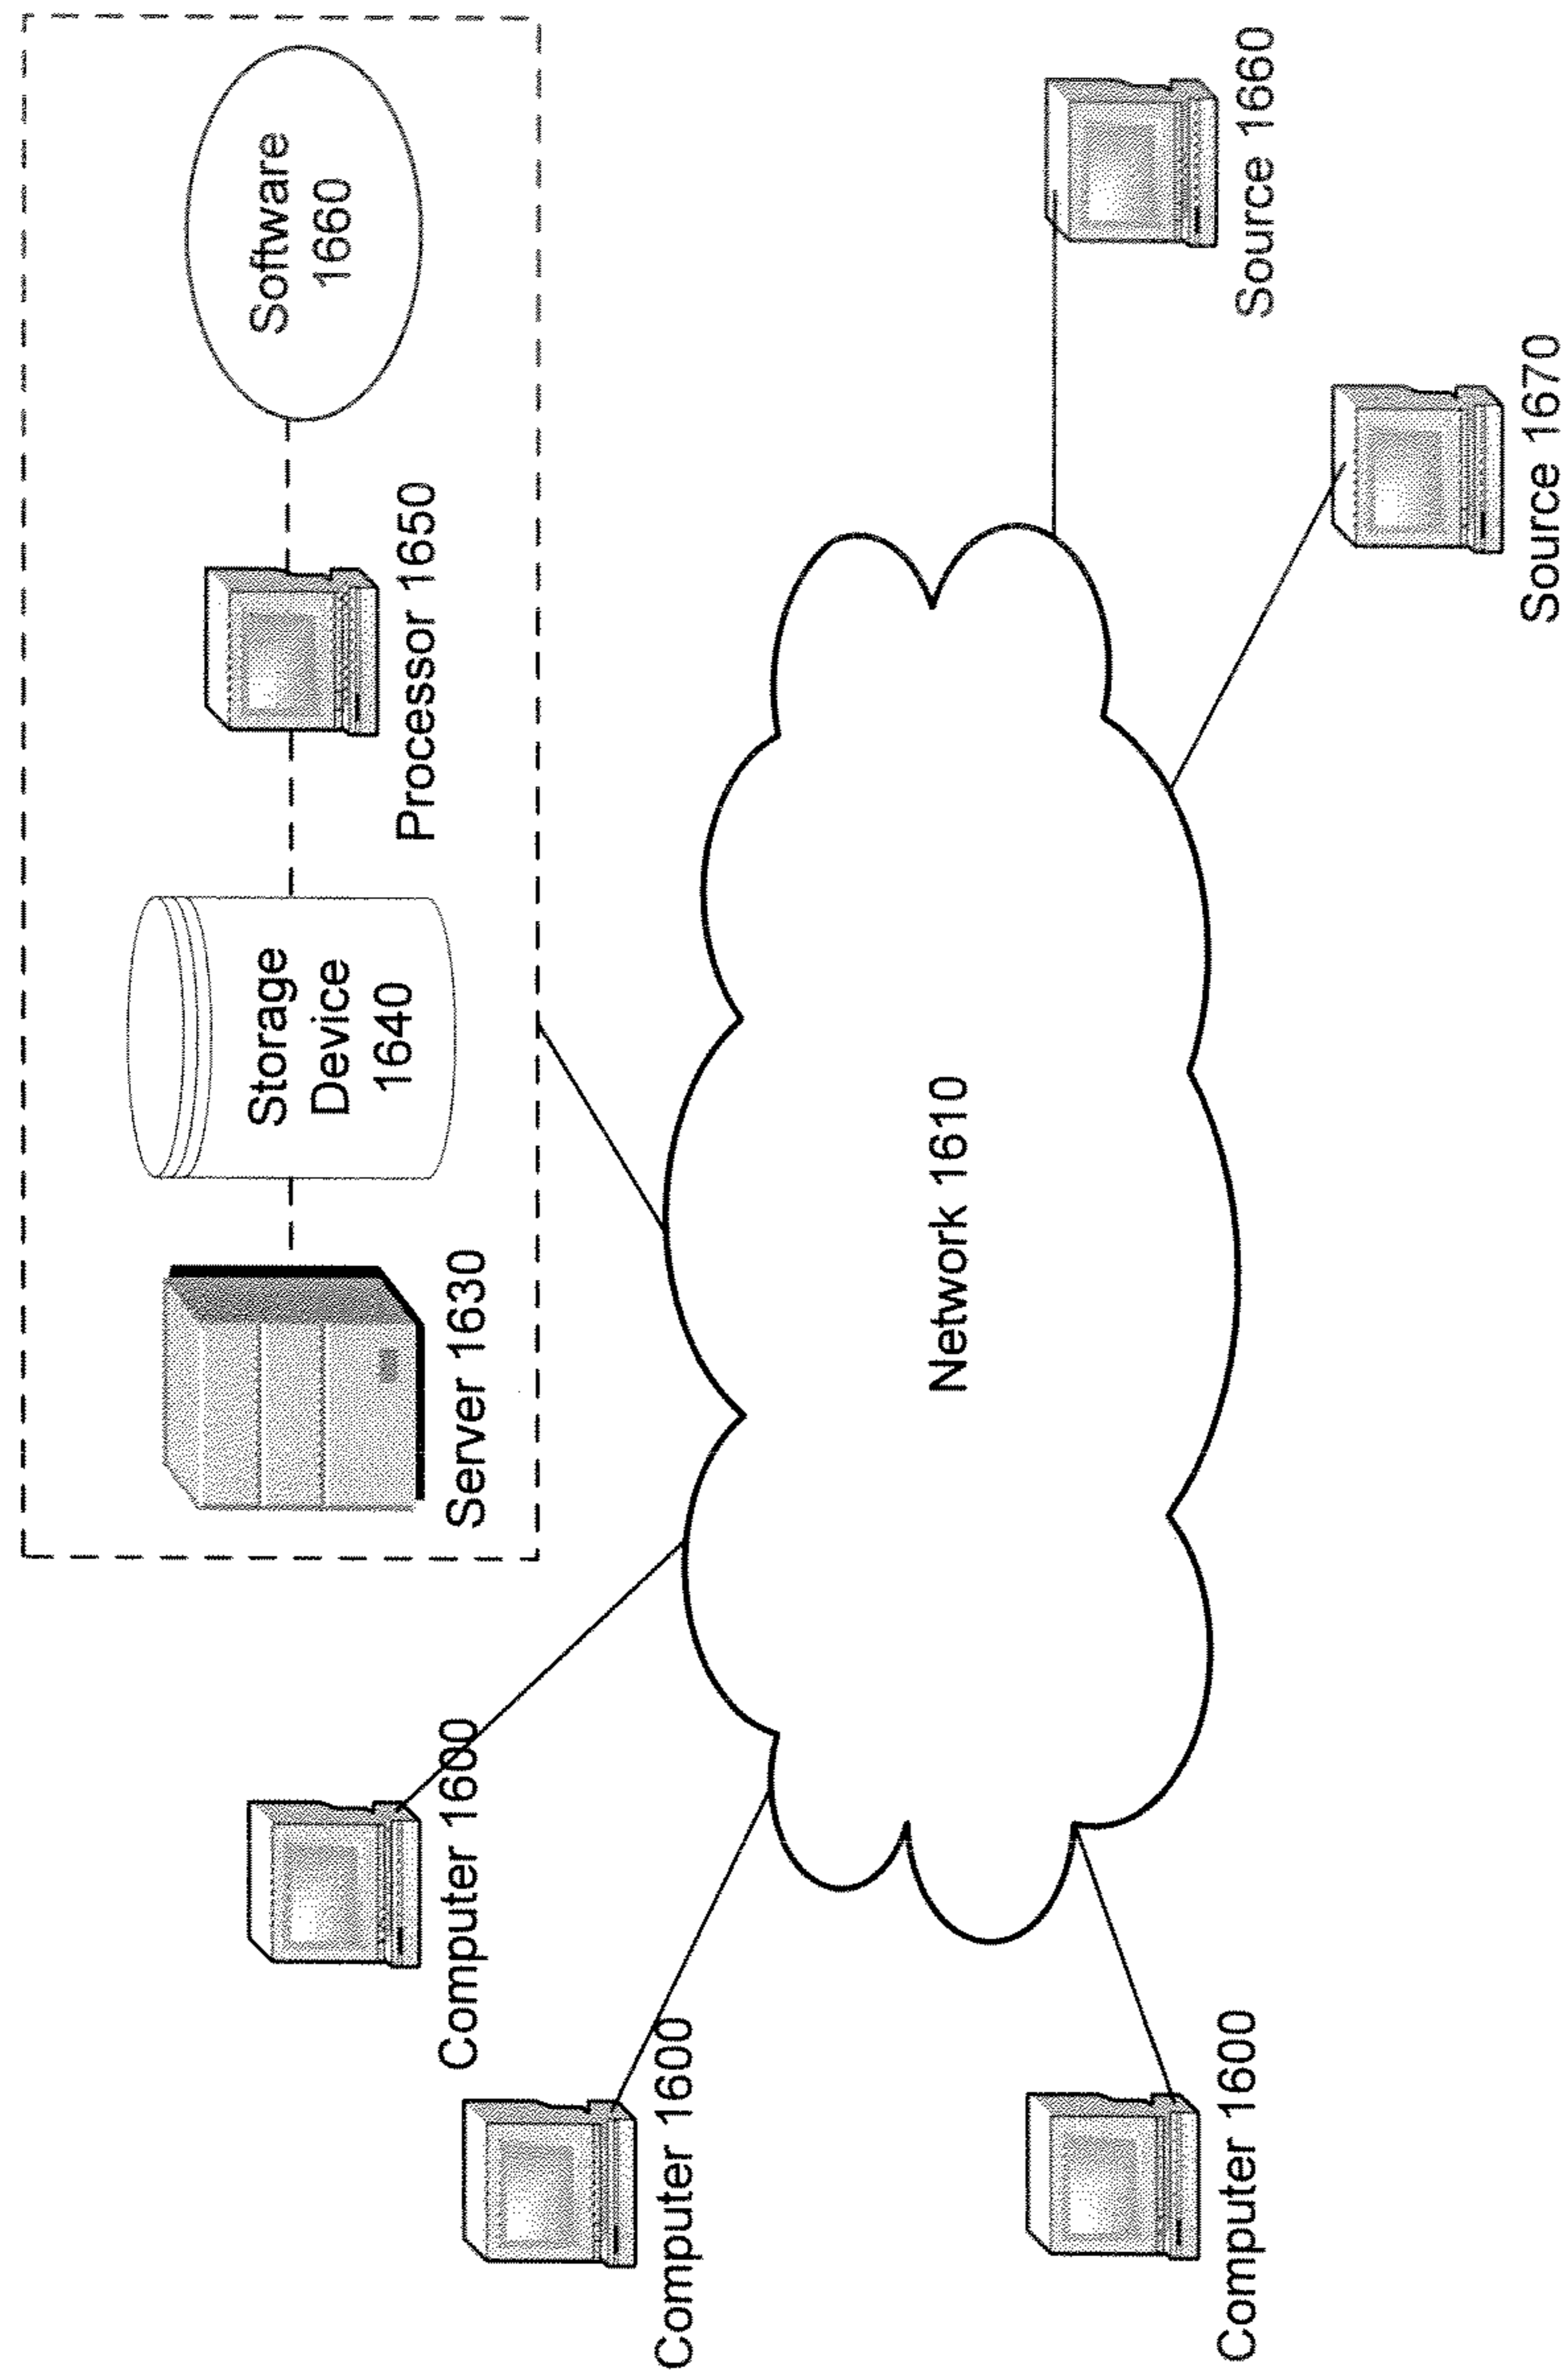 Server 1630
Storage
Device
1640
Processor 1650
Software
1660
Computer 1600
Computer 1600
Computer 1600
Network 1610
Source 1660
Source 1670